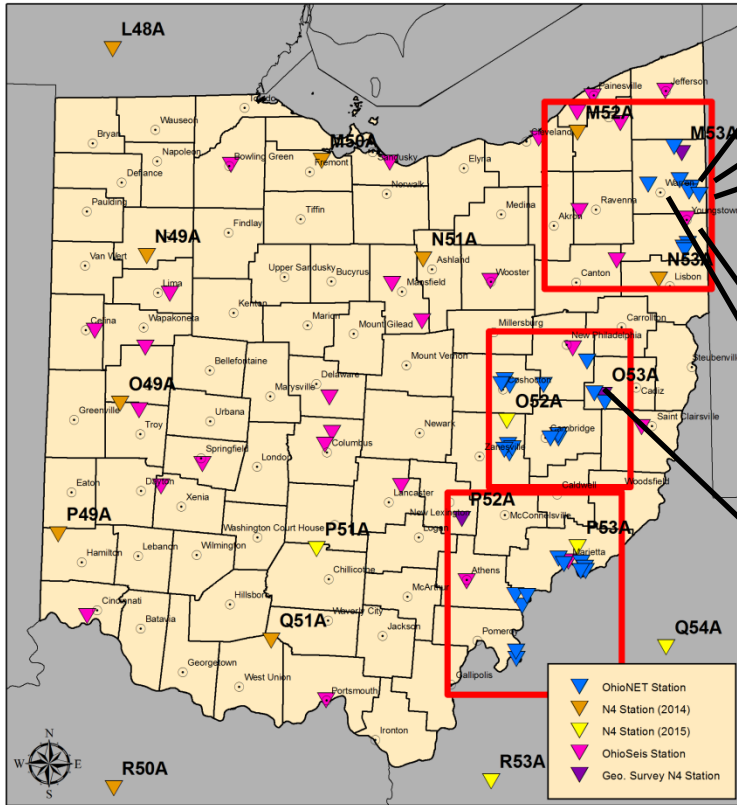 L48A
Jefferson
Painesville
Toledo
M52A
Wauseon
Bryan
Cleveland
M53A
M50A
Napoleon
Bowling Green
Sandusky
Fremont
Elyria
Defiance
Warren
Norwalk
Paulding
Tiffin
Medina
Ravenna
Youngstown
Akron
Findlay
N49A
N51A
Van Wert
Ashland
N53A
Upper Sandusky
Bucyrus
Wooster
Canton
Lisbon
Lima
Mansfield
Kenton
Celina
Wapakoneta
Marion
Mount Gilead
Millersburg
Carrollton
New Philadelphia
Steubenville
Mount Vernon
Bellefontaine
O53A
Delaware
Coshocton
Cadiz
O49A
Marysville
O52A
Greenville
Urbana
Troy
Newark
Cambridge
Saint Clairsville
Columbus
Zanesville
Springfield
London
Eaton
Dayton
Woodsfield
Caldwell
Xenia
Lancaster
P52A
New Lexington
McConnelsville
P49A
Washington Court House
P51A
Logan
P53A
Marietta
Hamilton
Lebanon
Wilmington
Chillicothe
Athens
McArthur
Hillsboro
Cincinnati
Waverly City
Batavia
Q51A
Jackson
Pomeroy
Q54A
Georgetown
West Union
Gallipolis
Portsmouth
Ironton
OhioNET Station
N4 Station (2014)
N4 Station (2015)
OhioSeis Station
Geo. Survey N4 Station
N
W E
S
R50A
R53A